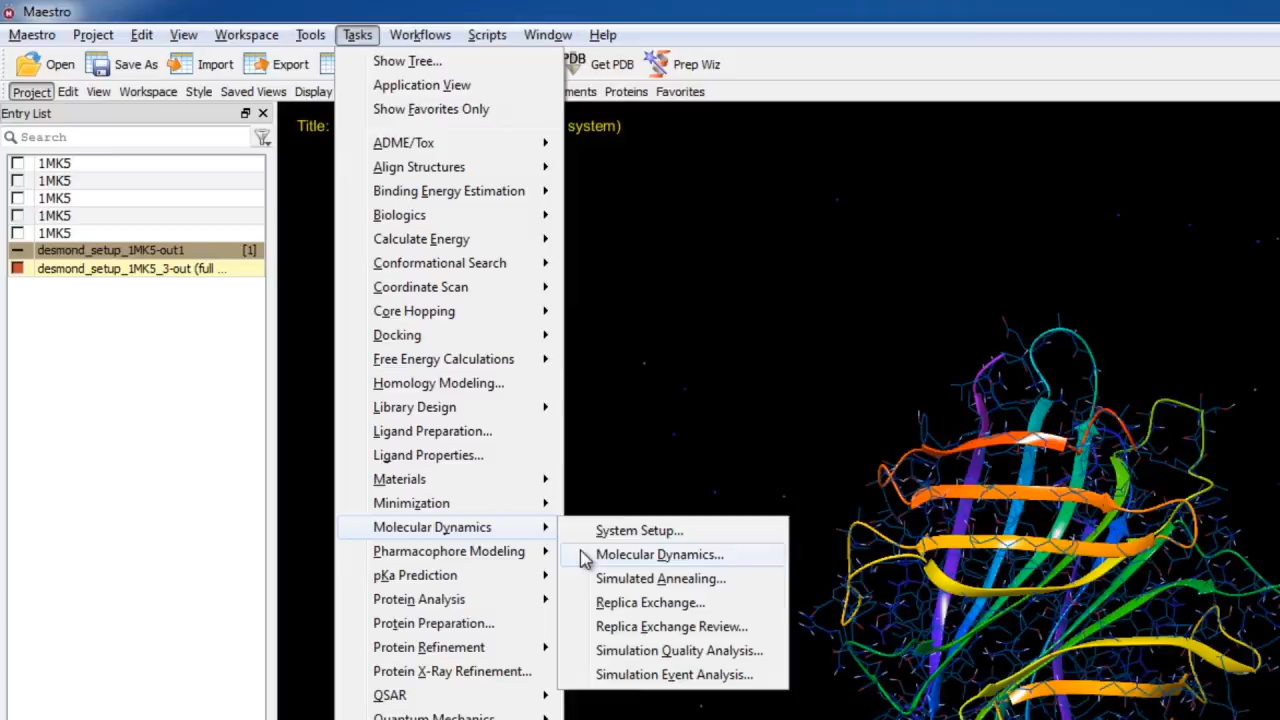 Maestro
Maestro Project Edit View Workspace Tools Tasks Workflows Scripts Window Help
Open Save As Import Export Get PDB Prep Wiz
Project Edit View Workspace Style Saved Views Display ments Proteins Favorites
Entry List
Search
1MK5
1MK5
1MK5
1MK5
1MK5
desmond_setup_1MK5-out1 [1]
desmond_setup_1MK5_3-out (full ...
Title: system)
Show Tree...
Application View
Show Favorites Only
ADME/Tox
Align Structures
Binding Energy Estimation
Biologics
Calculate Energy
Conformational Search
Coordinate Scan
Core Hopping
Docking
Free Energy Calculations
Homology Modeling...
Library Design
Ligand Preparation...
Ligand Properties...
Materials
Minimization
Molecular Dynamics
Pharmacophore Modeling
pKa Prediction
Protein Analysis
Protein Preparation...
Protein Refinement
Protein X-Ray Refinement...
QSAR
Quantum Mechanics
System Setup...
Molecular Dynamics...
Simulated Annealing...
Replica Exchange...
Replica Exchange Review...
Simulation Quality Analysis...
Simulation Event Analysis...